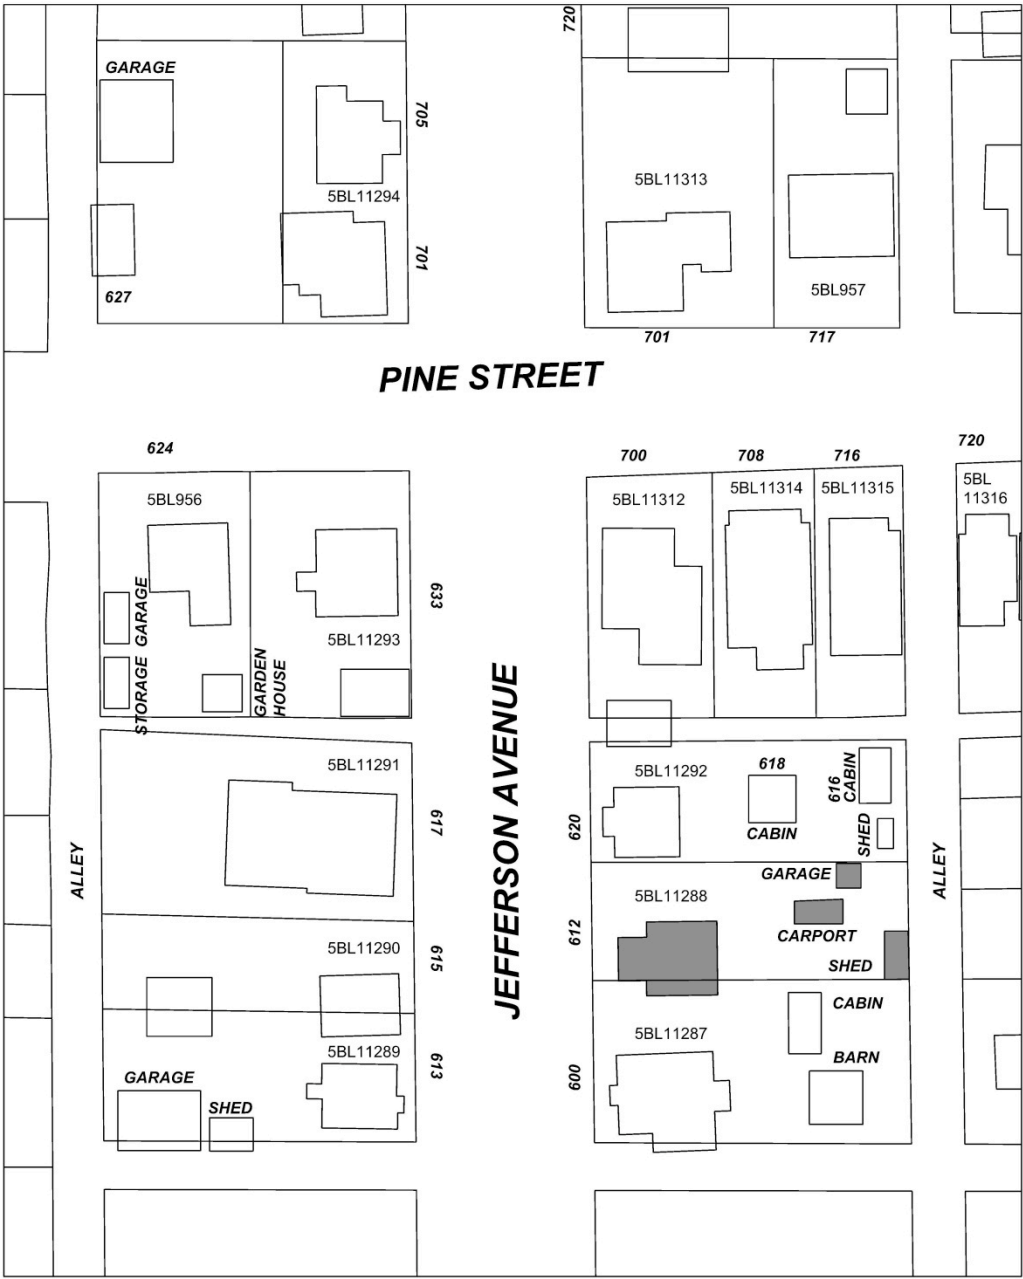 720
GARAGE
705
5BL11294
701
627
5BL11313
5BL957
701
717
PINE STREET
624
700
708
716
720
5BL956
5BL11312
5BL11314
5BL11315
5BL
11316
GARAGE
STORAGE
GARDEN
HOUSE
633
5BL11293
JEFFERSON AVENUE
5BL11291
617
ALLEY
5BL11290
615
5BL11289
613
GARAGE
SHED
5BL11292
620
618
CABIN
616
CABIN
SHED
GARAGE
5BL11288
612
CARPORT
SHED
ALLEY
CABIN
5BL11287
BARN
600